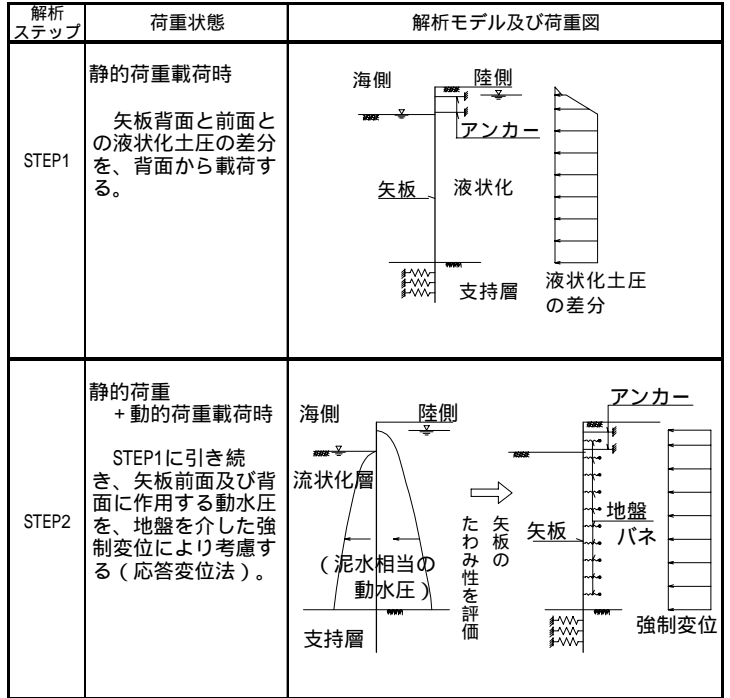 解析
ステップ
荷重状態
解析モデル及び荷重図
STEP1
静的荷重載荷時
矢板背面と前面と
の液状化土圧の差分
を、背面から載荷す
る。
海側
陸側
アンカー
矢板
液状化
支持層
液状化土圧
の差分
STEP2
静的荷重
+動的荷重載荷時
STEP1に引き続
き、矢板前面及び背
面に作用する動水圧
を、地盤を介した強
制変位により考慮す
る(応答変位法)。
海側
陸側
流状化層
(泥水相当の
動水圧)
支持層
矢板の
たわみ性を評価
アンカー
矢板
地盤
バネ
強制変位